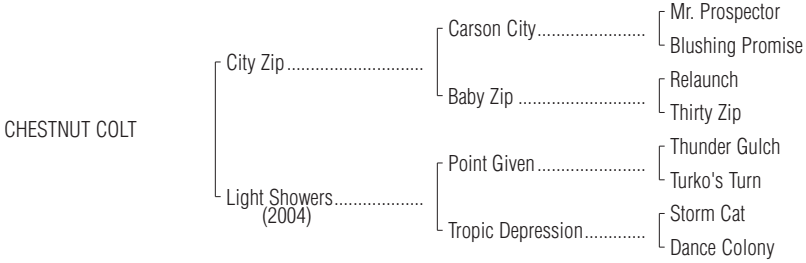 Mr. Prospector
Carson City.......................
Blushing Promise
City Zip.............................
Relaunch
Baby Zip ...........................
Thirty Zip
CHESTNUT COLT
Thunder Gulch
Point Given.......................
Turko's Turn
Light Showers...................
(2004)
Storm Cat
Tropic Depression.............
Dance Colony